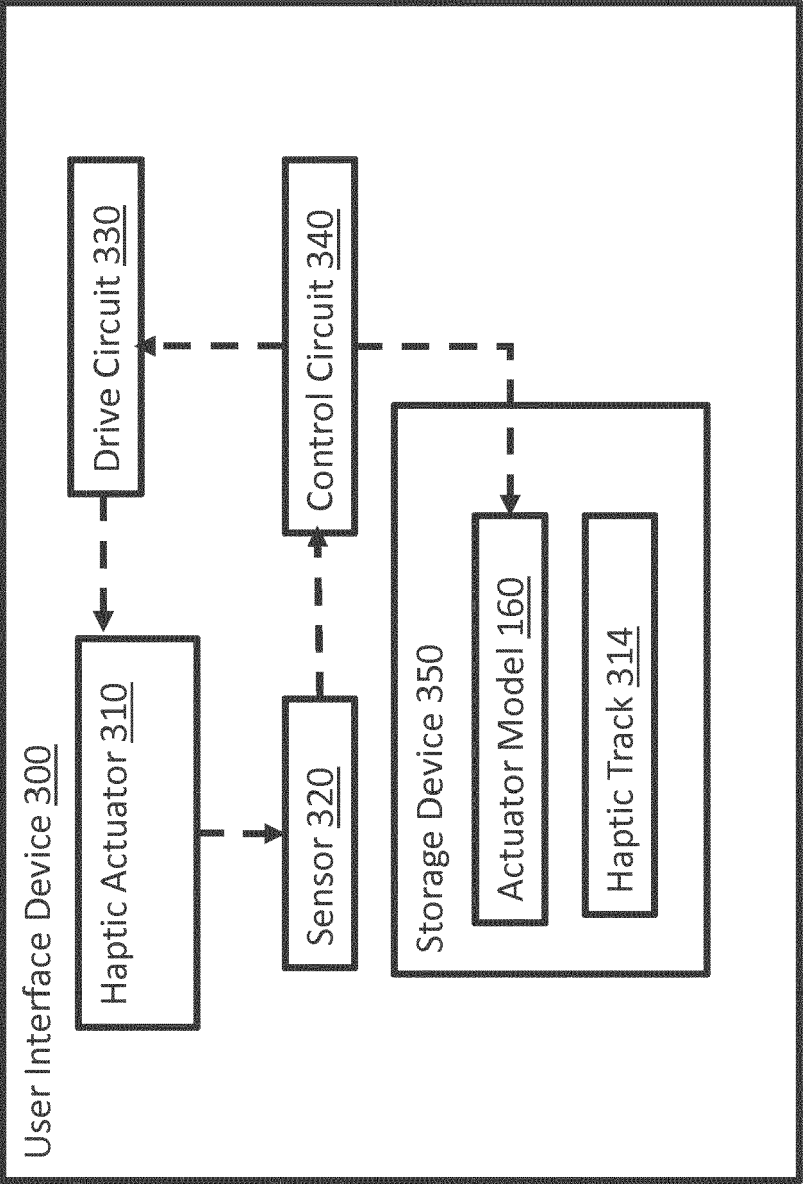 User Interface Device 300
Haptic Actuator 310
Drive Circuit 330
Sensor 320
Control Circuit 340
Storage Device 350
Actuator Model 160
Haptic Track 314